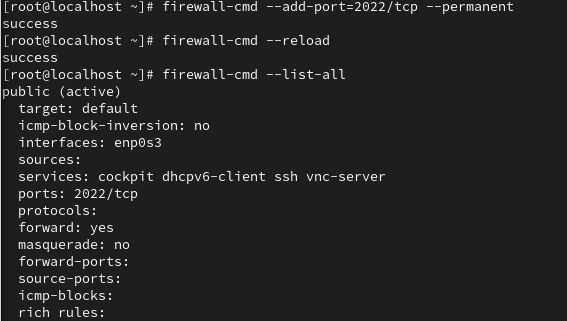 [root@localhost ~]# firewall-cmd --add-port=2022/tcp --permanent
success
[root@localhost ~]# firewall-cmd --reload
success
[root@localhost ~]# firewall-cmd --list-all
public (active)
  target: default
  icmp-block-inversion: no
  interfaces: enp0s3
  sources:
  services: cockpit dhcpv6-client ssh vnc-server
  ports: 2022/tcp
  protocols:
  forward: yes
  masquerade: no
  forward-ports:
  source-ports:
  icmp-blocks:
  rich rules: